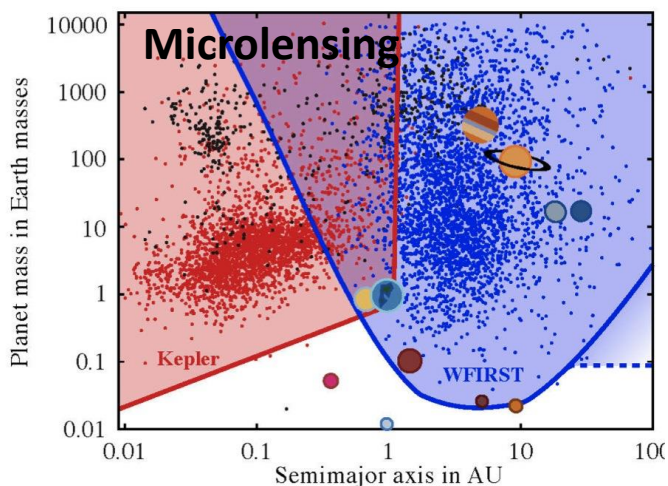 Microlensing
Planet mass in Earth masses
10000
1000
100
10
1
0.1
0.01
Kepler
WFIRST
0.01
0.1
1
10
100
Semimajor axis in AU